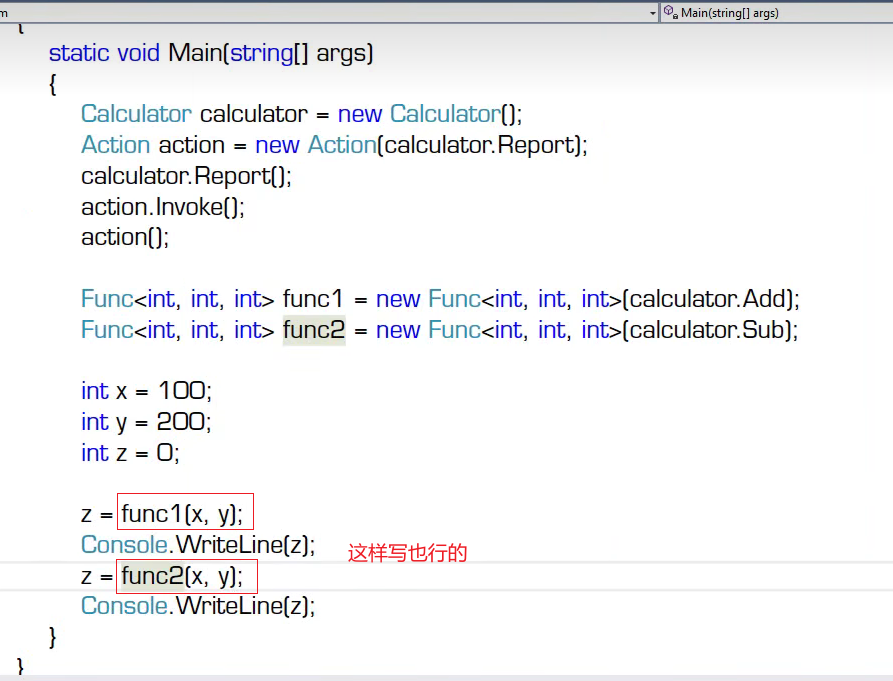 m
Main(string[] args)
{
static void Main(string[] args)
{
Calculator calculator = new Calculator();
Action action = new Action(calculator.Report);
calculator.Report();
action.Invoke();
action();
Func<int, int, int> func1 = new Func<int, int, int>(calculator.Add);
Func<int, int, int> func2 = new Func<int, int, int>(calculator.Sub);
int x = 100;
int y = 200;
int z = 0;
z = func1(x, y);
Console.WriteLine(z);
这样写也行的
z = func2(x, y);
Console.WriteLine(z);
}
}